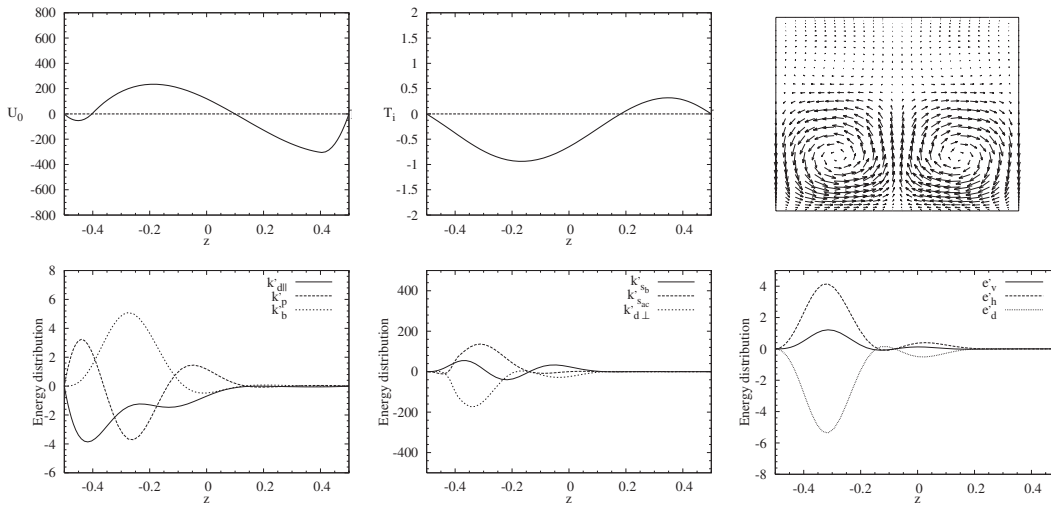 800
600
400
200
0
-200
-400
-600
-800
U0
-0.4 -0.2 0 0.2 0.4
z
2
1.5
1
0.5
0
-0.5
-1
-1.5
-2
Ti
-0.4 -0.2 0 0.2 0.4
z
8
6
4
2
0
-2
-4
-6
Energy distribution
k'd||
k'p
k'b
-0.4 -0.2 0 0.2 0.4
z
400
200
0
-200
-400
Energy distribution
k'sb
k'sac
k'd⊥
-0.4 -0.2 0 0.2 0.4
z
4
2
0
-2
-4
-6
-8
Energy distribution
e'v
e'h
e'd
-0.4 -0.2 0 0.2 0.4
z